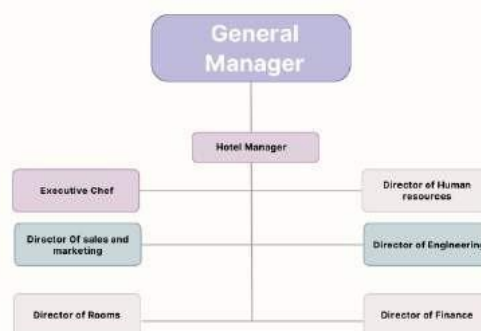 General
Manager
Hotel Manager
Executive Chef
Director of Human
resources
Director Of sales and
marketing
Director of Engineering
Director of Rooms
Director of Finance